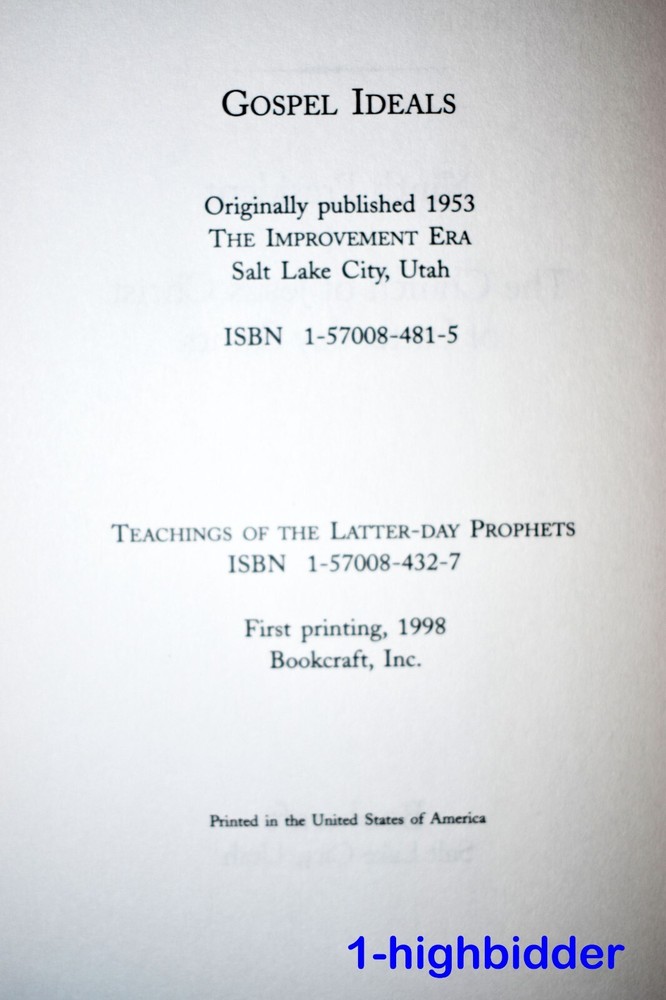 GOSPEL IDEALS
Originally published 1953
THE IMPROVEMENT ERA
Salt Lake City, Utah
ISBN 1-57008-481-5
TEACHINGS OF THE LATTER-DAY PROPHETS
ISBN 1-57008-432-7
First printing, 1998
Bookcraft, Inc.
Printed in the United States of America
1-highbidder